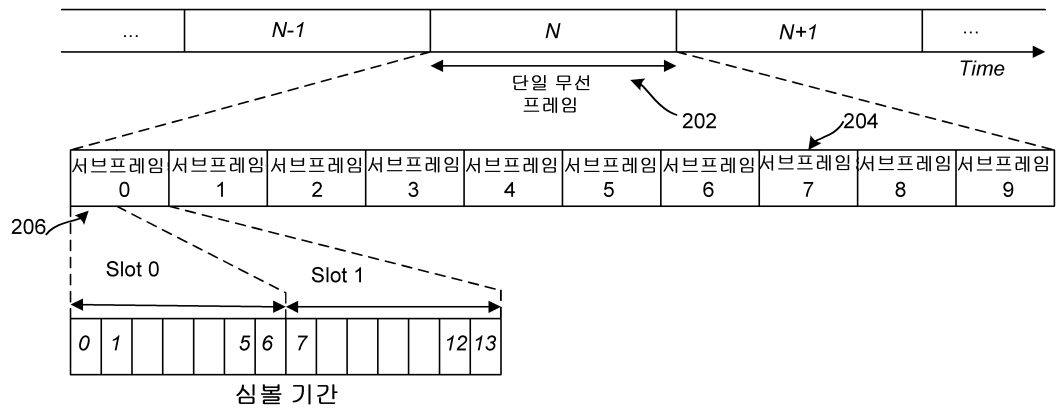 ... N-1 N N+1 ...
Time
단일 무선
프레임
202
204
서브프레임 서브프레임 서브프레임 서브프레임 서브프레임 서브프레임 서브프레임 서브프레임 서브프레임 서브프레임
0 1 2 3 4 5 6 7 8 9
206
Slot 0 Slot 1
0 1 5 6 7 12 13
심볼 기간